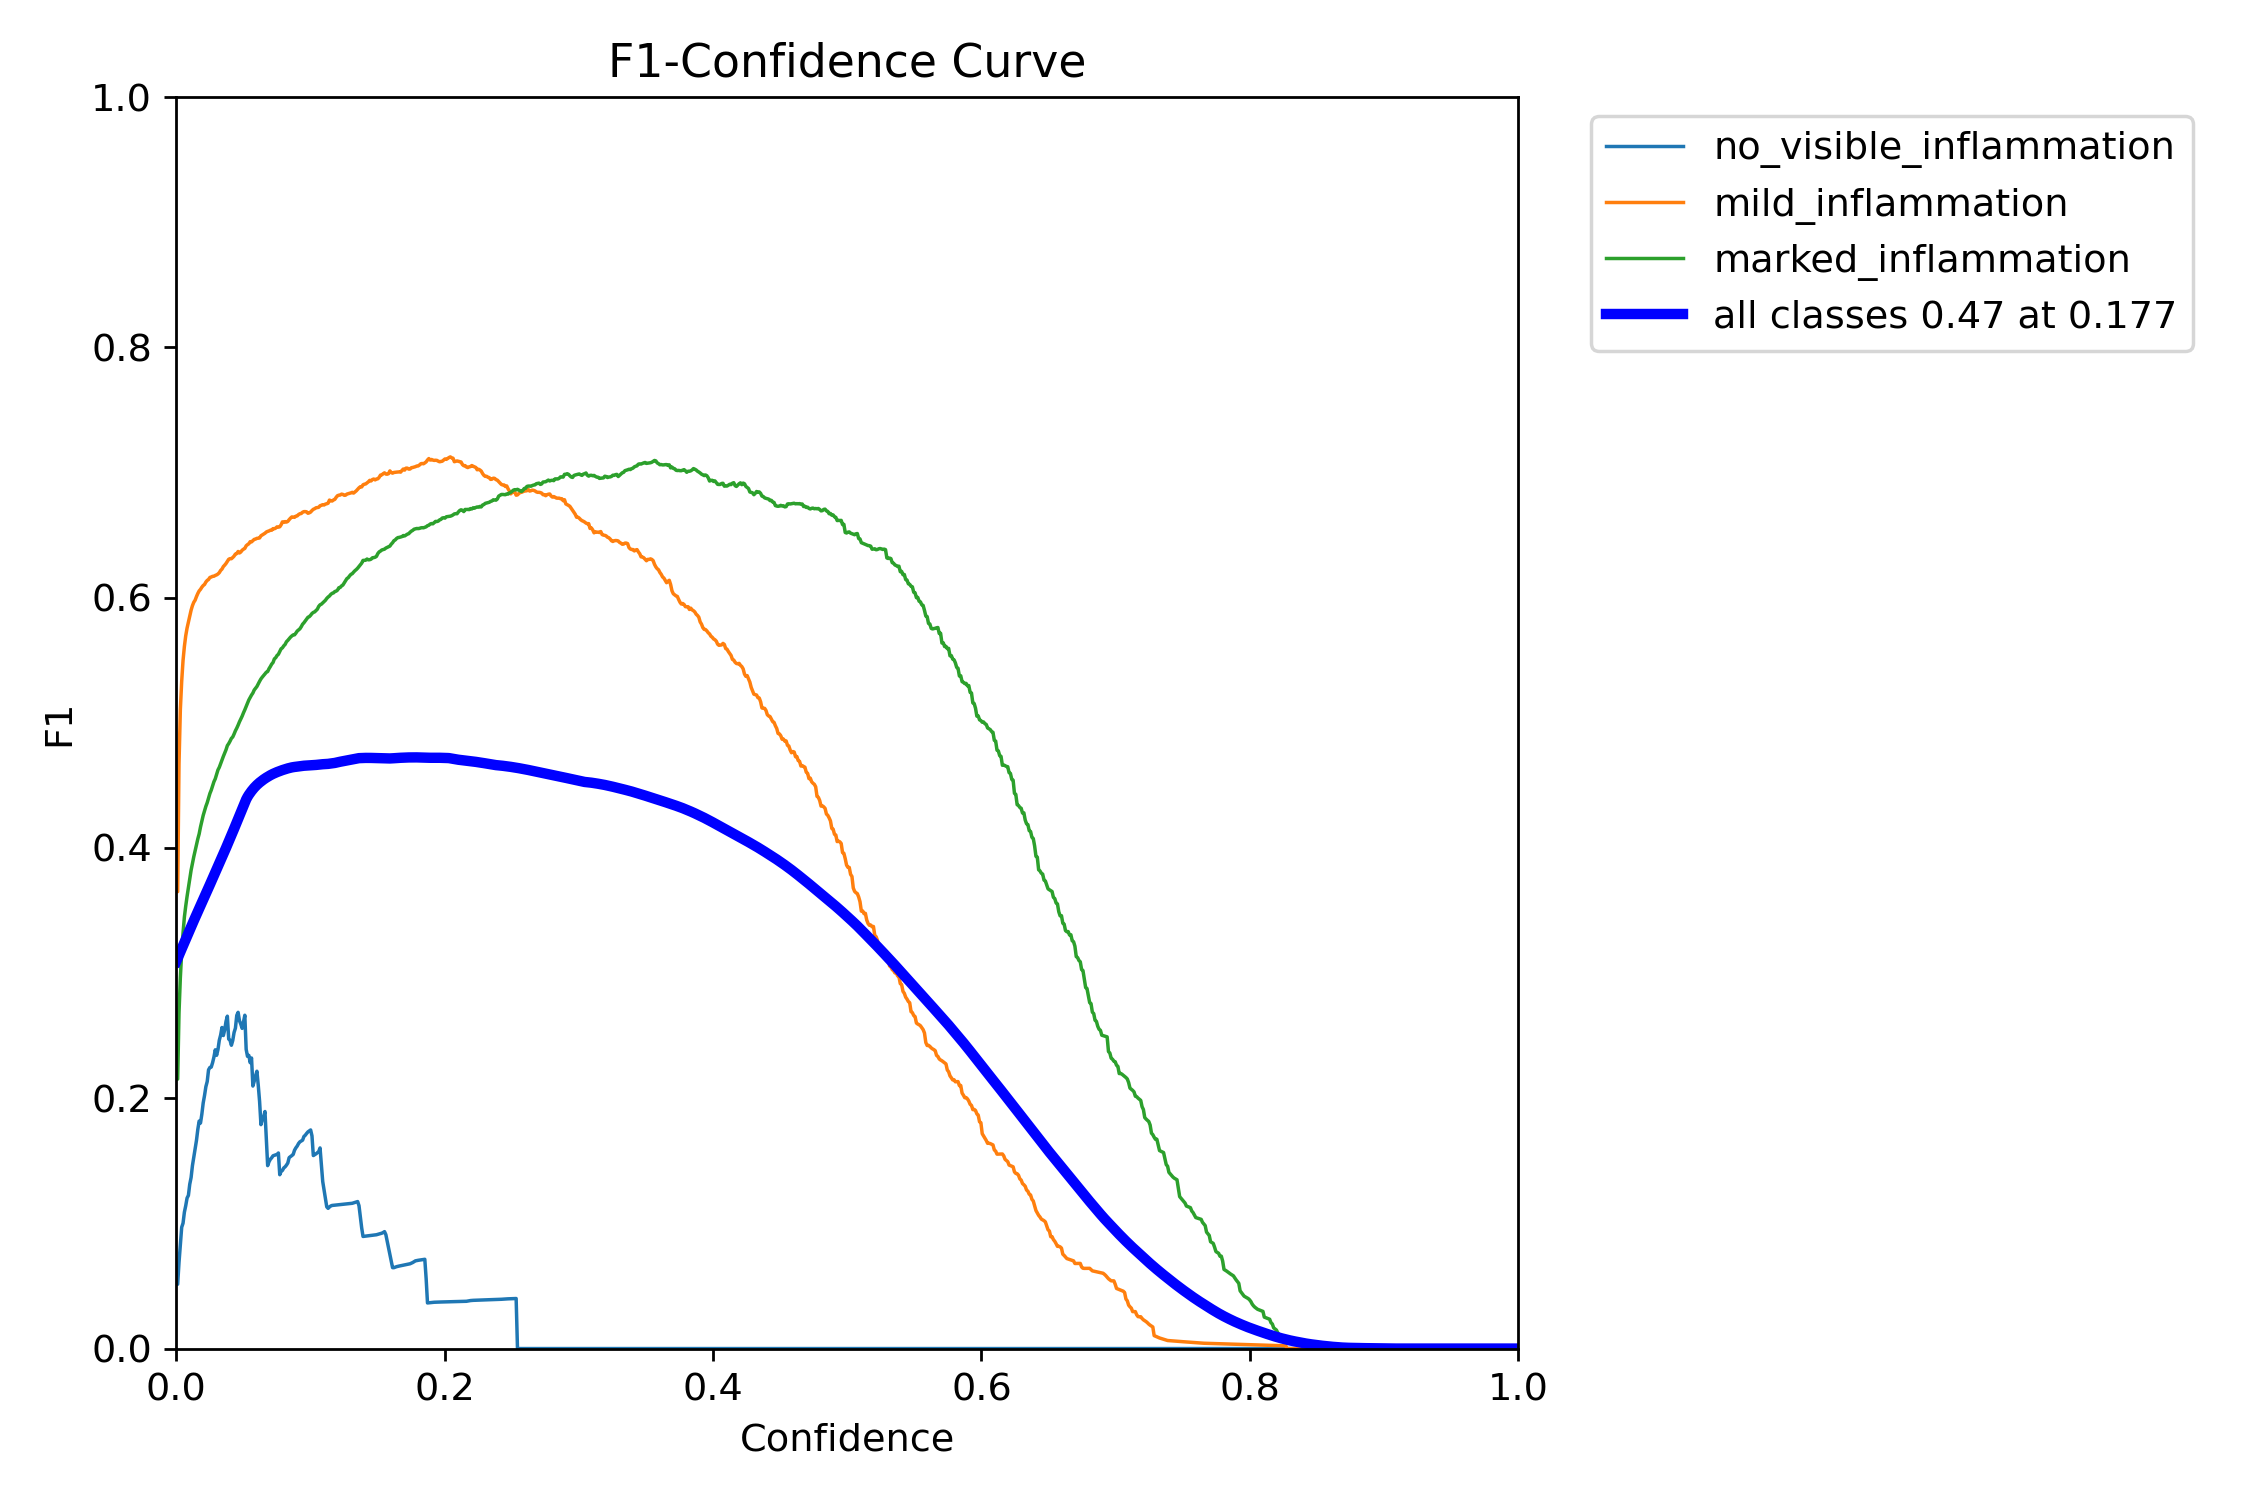 F1-Confidence Curve
1.0
0.8
0.6
0.4
0.2
0.0
F1
0.0 0.2 0.4 0.6 0.8 1.0
Confidence
no_visible_inflammation
mild_inflammation
marked_inflammation
all classes 0.47 at 0.177